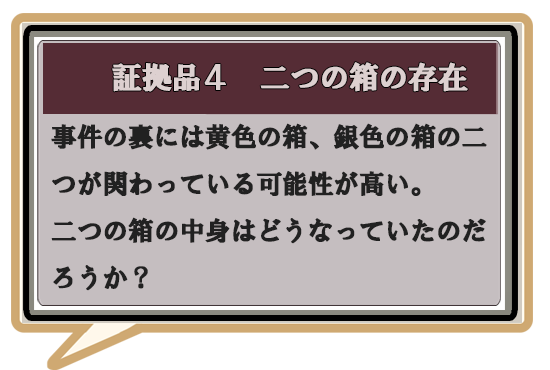 証拠品４　二つの箱の存在
事件の裏には黄色の箱、銀色の箱の二
つが関わっている可能性が高い。
二つの箱の中身はどうなっていたのだ
ろうか？